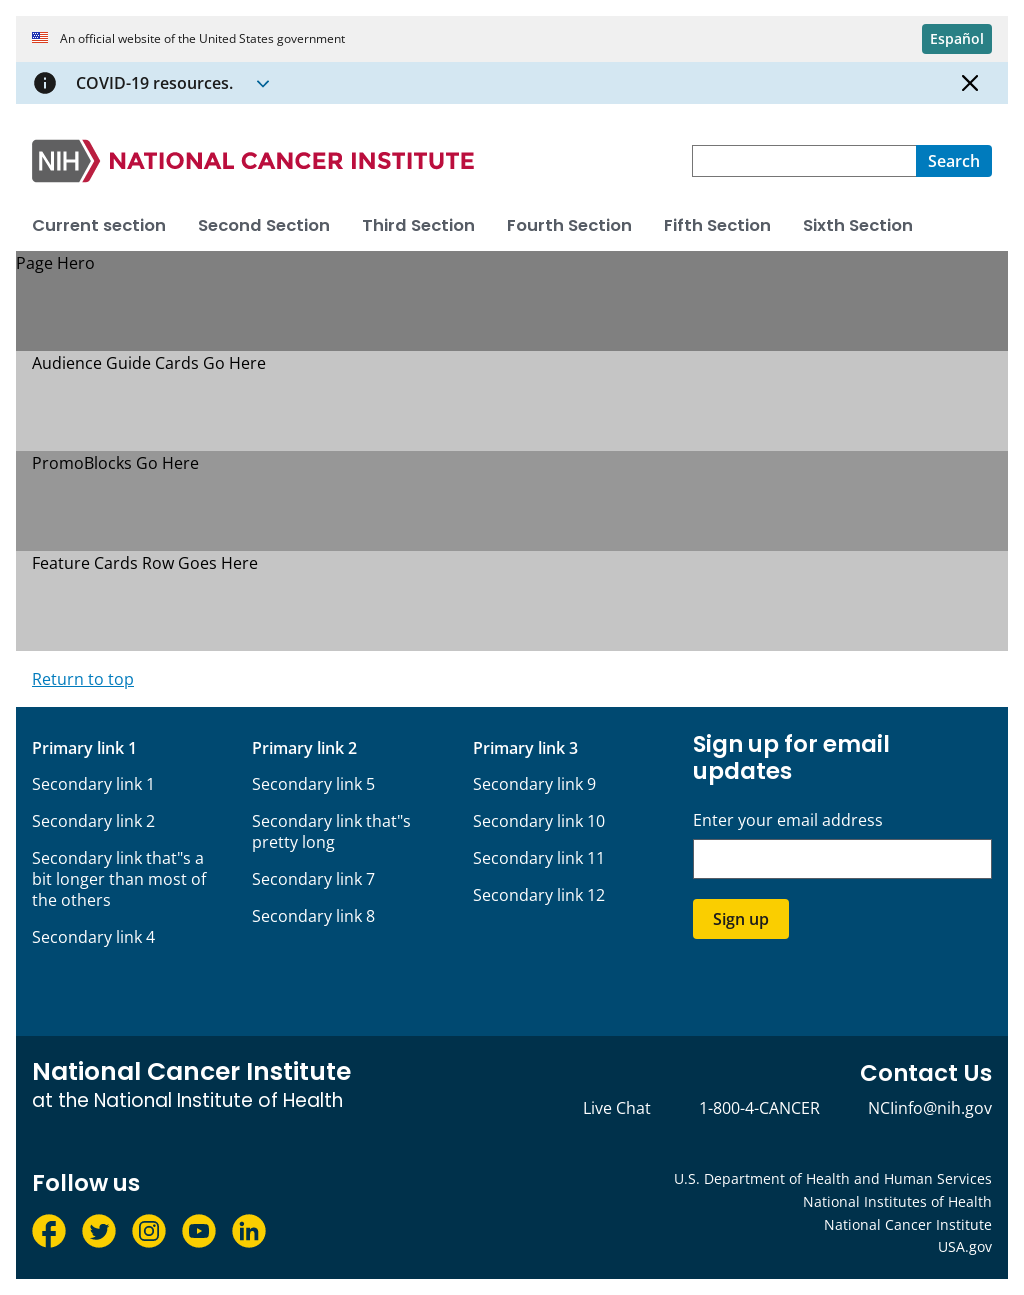 An official website of the United States government
Español
COVID-19 resources.
NIH NATIONAL CANCER INSTITUTE
Search
Current section Second Section Third Section Fourth Section Fifth Section Sixth Section
Page Hero
Audience Guide Cards Go Here
PromoBlocks Go Here
Feature Cards Row Goes Here
Return to top
Primary link 1
Secondary link 1
Secondary link 2
Secondary link that"s a
bit longer than most of
the others
Secondary link 4
Primary link 2
Secondary link 5
Secondary link that"s
pretty long
Secondary link 7
Secondary link 8
Primary link 3
Secondary link 9
Secondary link 10
Secondary link 11
Secondary link 12
Sign up for email
updates
Enter your email address
Sign up
National Cancer Institute
at the National Institute of Health
Contact Us
Live Chat 1-800-4-CANCER NCIinfo@nih.gov
Follow us
U.S. Department of Health and Human Services
National Institutes of Health
National Cancer Institute
USA.gov